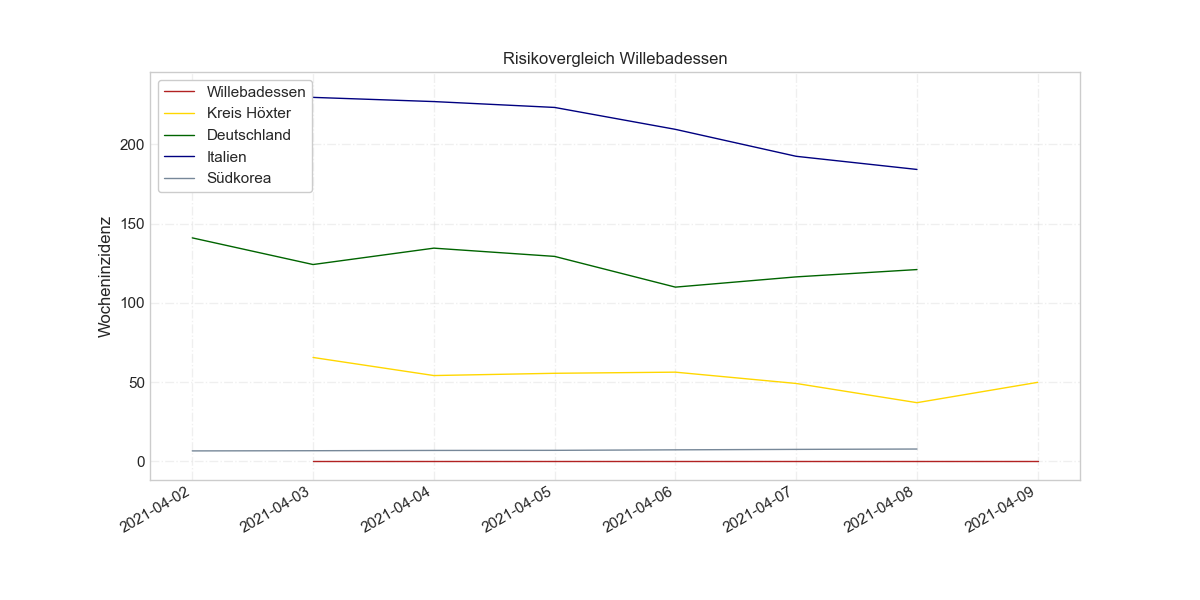 Risikovergleich Willebadessen
Willebadessen
Kreis Höxter
Deutschland
Italien
Südkorea
Wocheninzidenz
200
150
100
50
0
2021-04-02
2021-04-03
2021-04-04
2021-04-05
2021-04-06
2021-04-07
2021-04-08
2021-04-09